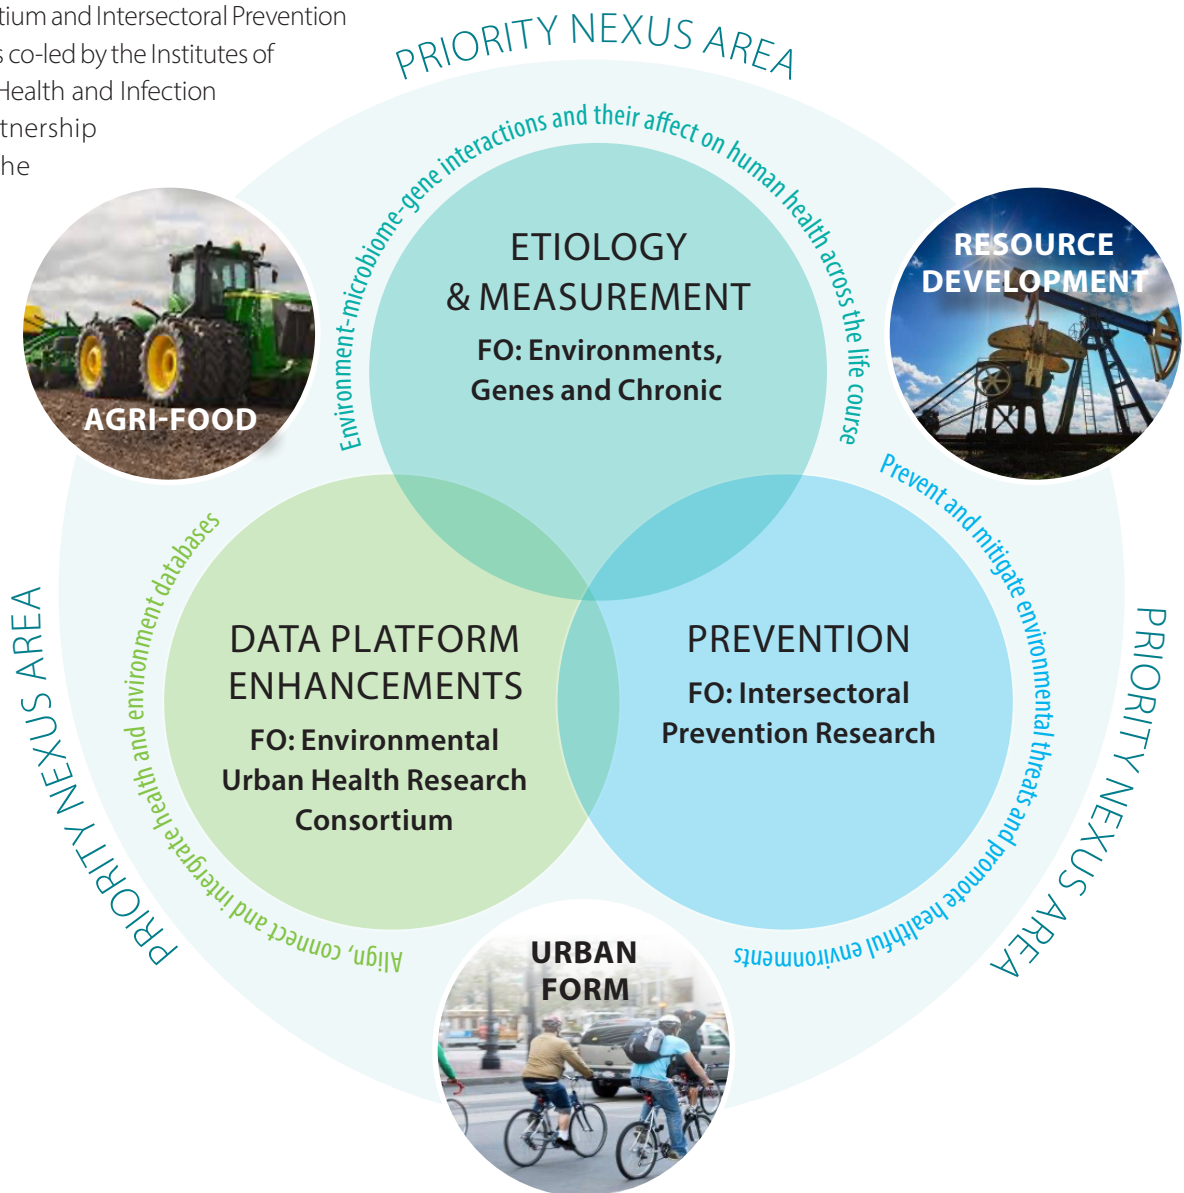 tium and Intersectoral Prevention
s co-led by the Institutes of
Health and Infection
tnership
he
PRIORITY NEXUS AREA
Environment-microbiome-gene interactions and their affect on human health across the life course
ETIOLOGY
& MEASUREMENT
FO: Environments,
Genes and Chronic
AGRI-FOOD
RESOURCE
DEVELOPMENT
PRIORITY NEXUS AREA
Align, connect and intergrate health and environment databases
DATA PLATFORM
ENHANCEMENTS
FO: Environmental
Urban Health Research
Consortium
Prevent and mitigate environmental threats and promote healthful environments
PREVENTION
FO: Intersectoral
Prevention Research
PRIORITY NEXUS AREA
URBAN
FORM